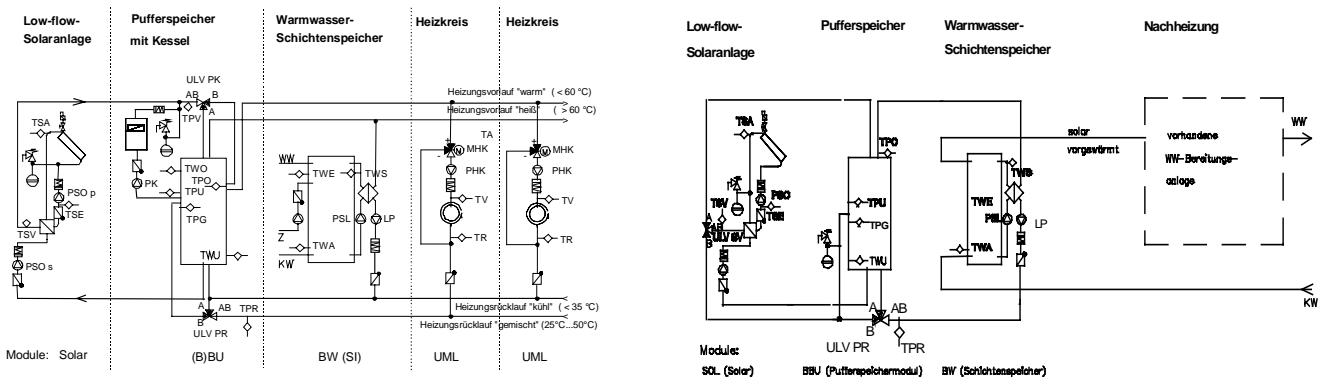 Low-flow-
Solaranlage
Pufferspeicher
mit Kessel
Warmwasser-
Schichtenspeicher
Heizkreis
Heizkreis
ULV PK
AB
B
A
TPV
Heizungsvorlauf "warm" (< 60 °C)
Heizungsvorlauf "heiß" (> 60 °C)
TSA
PSO p
TSE
TSV
PSO s
PK
TWO
TPO
TPU
TPG
TWU
WW
TWE
TWS
PSL
LP
Z
TWA
KW
TA
MHK
PHK
TV
TR
MHK
PHK
TV
TR
A
AB
B
TPR
ULV PR
Heizungsrücklauf "kühl" (< 35 °C)
Heizungsrücklauf "gemischt" (25°C...50°C)
Module: Solar
(B)BU
BW (SI)
UML
UML
Low-flow-
Solaranlage
Pufferspeicher
Warmwasser-
Schichtenspeicher
Nachheizung
TSA
TSV
PSO
TSE
A
AB
B
ULV SV
TPO
TPU
TPG
TWU
TWE
TWS
PSL
LP
TWA
solar
vorgewärmt
vorhandene
WW-Bereitungs-
anlage
WW
KW
A
AB
B
ULV PR
TPR
Module:
SOL (Solar)
BBU (Pufferspeichermodul)
BW (Schichtenspeicher)